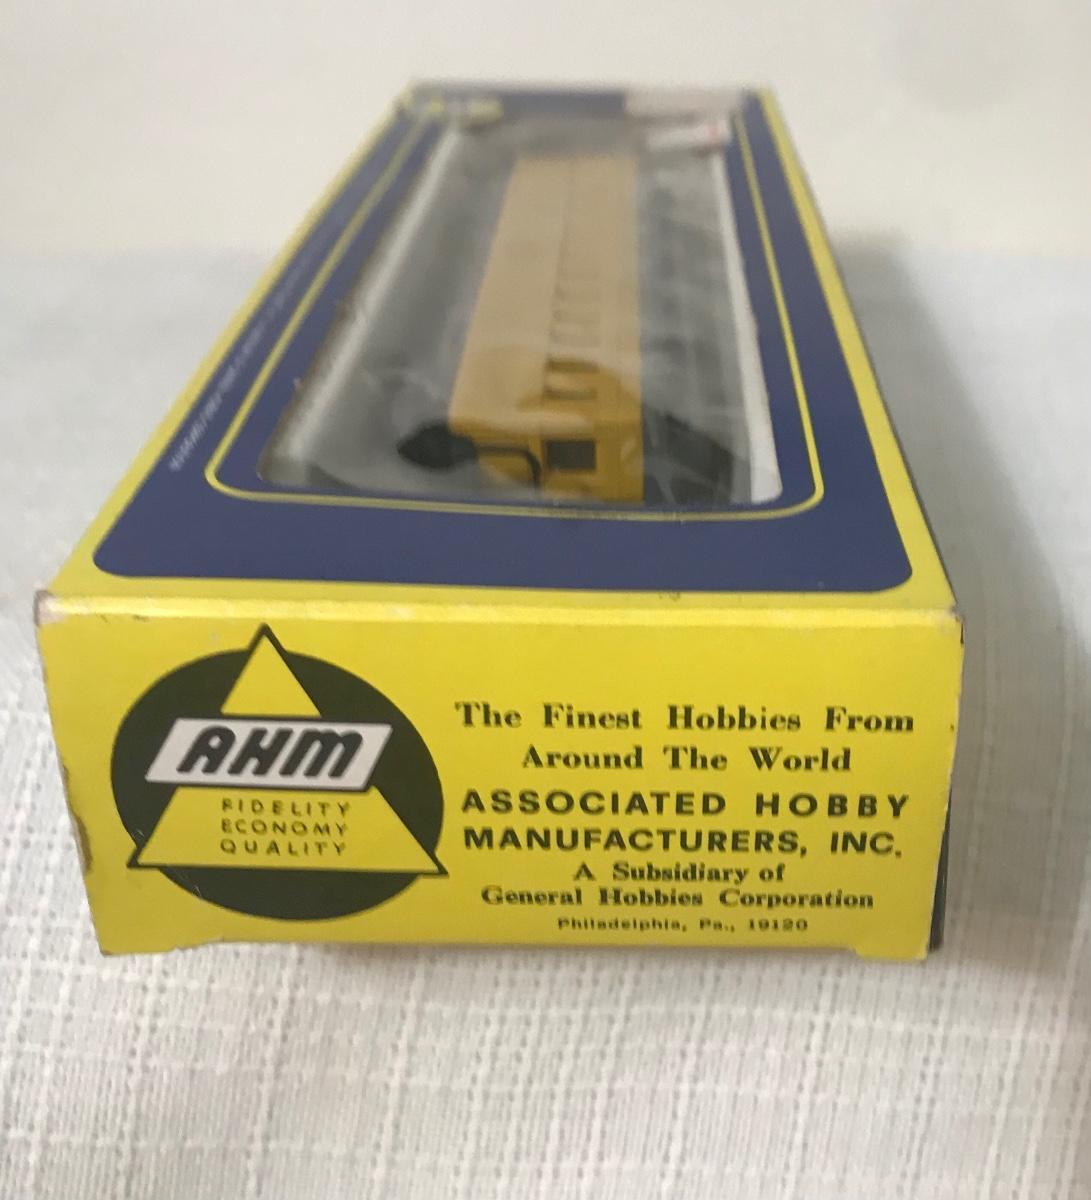 AHM
FIDELITY
ECONOMY
QUALITY
The Finest Hobbies From
Around The World
ASSOCIATED HOBBY
MANUFACTURERS, INC.
A Subsidiary of
General Hobbies Corporation
Philadelphia, Pa., 19120